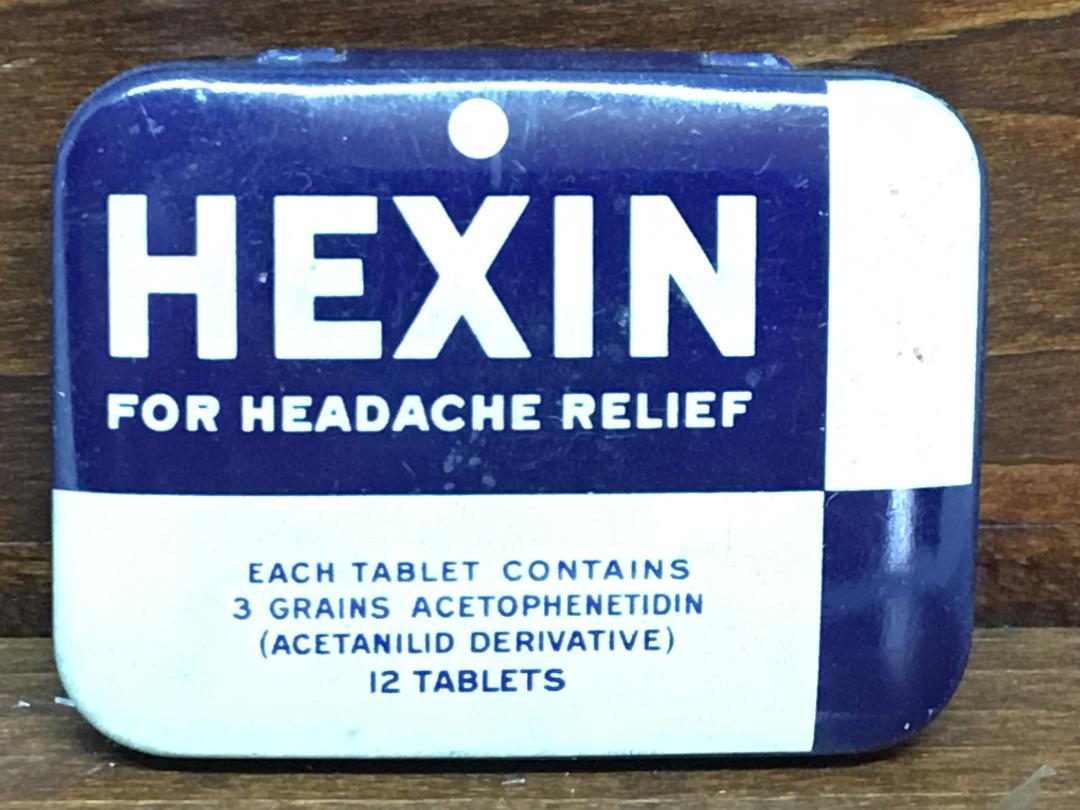 HEXIN
FOR HEADACHE RELIEF
EACH TABLET CONTAINS
3 GRAINS ACETOPHENETIDIN
(ACETANILID DERIVATIVE)
12 TABLETS